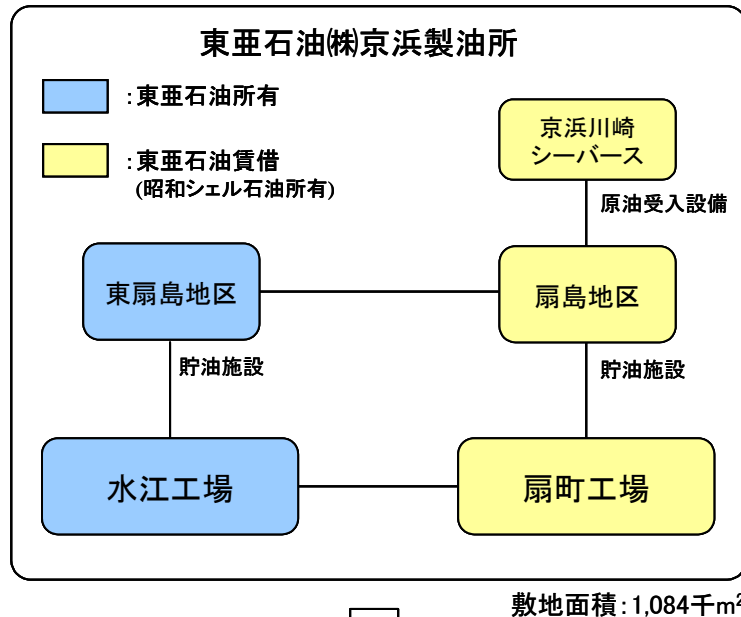 東亜石油㈱京浜製油所
：東亜石油所有
：東亜石油賃借
(昭和シェル石油所有)
京浜川崎
シーバース
原油受入設備
東扇島地区
扇島地区
貯油施設
貯油施設
水江工場
扇町工場
敷地面積：1,084千m²